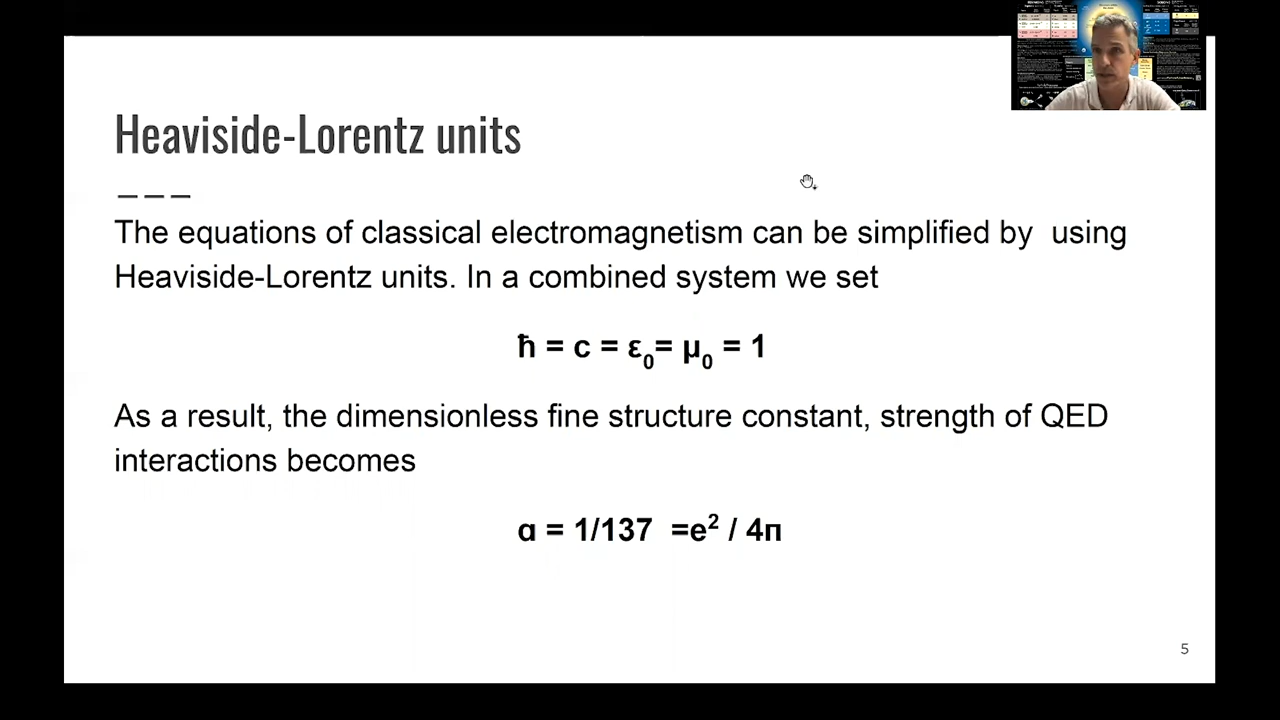 Heaviside-Lorentz units
The equations of classical electromagnetism can be simplified by using
Heaviside-Lorentz units. In a combined system we set
ħ = c = ε₀= μ₀ = 1
As a result, the dimensionless fine structure constant, strength of QED
interactions becomes
α = 1/137 =e² / 4π
5